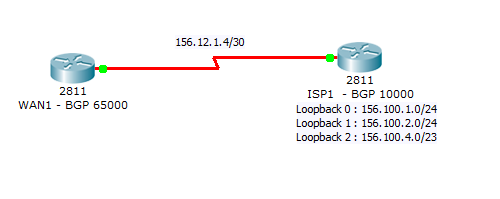 156.12.1.4/30
2811
WAN1 - BGP 65000
2811
ISP1 - BGP 10000
Loopback 0 : 156.100.1.0/24
Loopback 1 : 156.100.2.0/24
Loopback 2 : 156.100.4.0/23